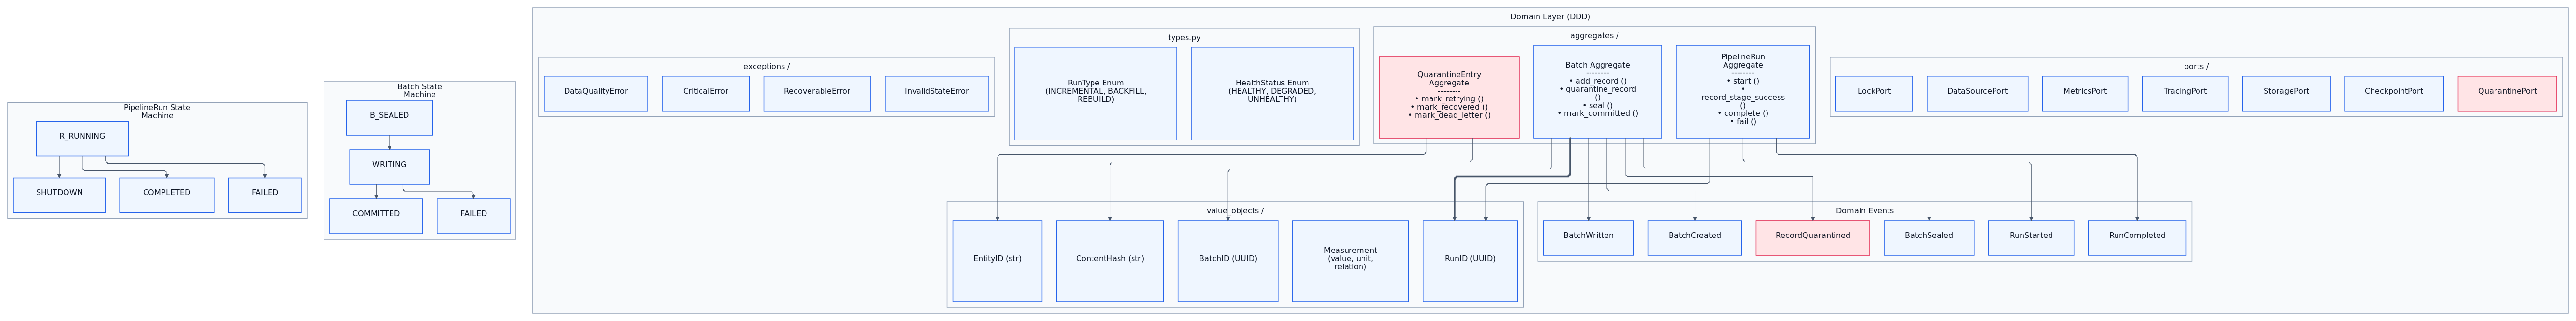 PipelineRun State
Machine
R_RUNNING
SHUTDOWN
COMPLETED
FAILED
Batch State
Machine
B_SEALED
WRITING
COMMITTED
FAILED
Domain Layer (DDD)
exceptions /
DataQualityError
CriticalError
RecoverableError
InvalidStateError
types.py
RunType Enum
(INCREMENTAL, BACKFILL,
REBUILD)
HealthStatus Enum
(HEALTHY, DEGRADED,
UNHEALTHY)
aggregates /
QuarantineEntry
Aggregate
--------
• mark_retrying ()
• mark_recovered ()
• mark_dead_letter ()
Batch Aggregate
--------
• add_record ()
• quarantine_record
()
• seal ()
• mark_committed ()
PipelineRun
Aggregate
--------
• start ()
•
record_stage_success
()
• complete ()
• fail ()
ports /
LockPort
DataSourcePort
MetricsPort
TracingPort
StoragePort
CheckpointPort
QuarantinePort
value_objects /
EntityID (str)
ContentHash (str)
BatchID (UUID)
Measurement
(value, unit,
relation)
RunID (UUID)
Domain Events
BatchWritten
BatchCreated
RecordQuarantined
BatchSealed
RunStarted
RunCompleted